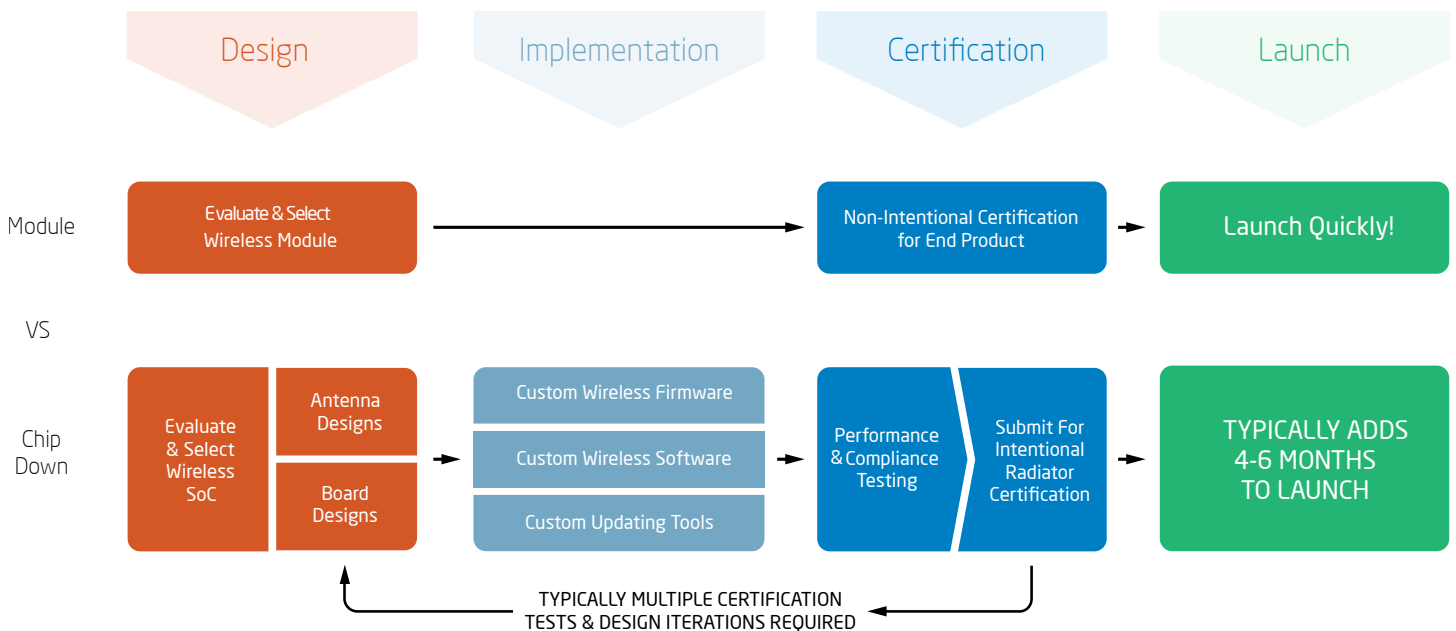 Design
Implementation
Certification
Launch
Module
Evaluate & Select
Wireless Module
Non-Intentional Certification
for End Product
Launch Quickly!
VS
Chip
Down
Evaluate
& Select
Wireless
SoC
Antenna
Designs
Board
Designs
Custom Wireless Firmware
Custom Wireless Software
Custom Updating Tools
Performance
& Compliance
Testing
Submit For
Intentional
Radiator
Certification
TYPICALLY ADDS
4-6 MONTHS
TO LAUNCH
TYPICALLY MULTIPLE CERTIFICATION
TESTS & DESIGN ITERATIONS REQUIRED